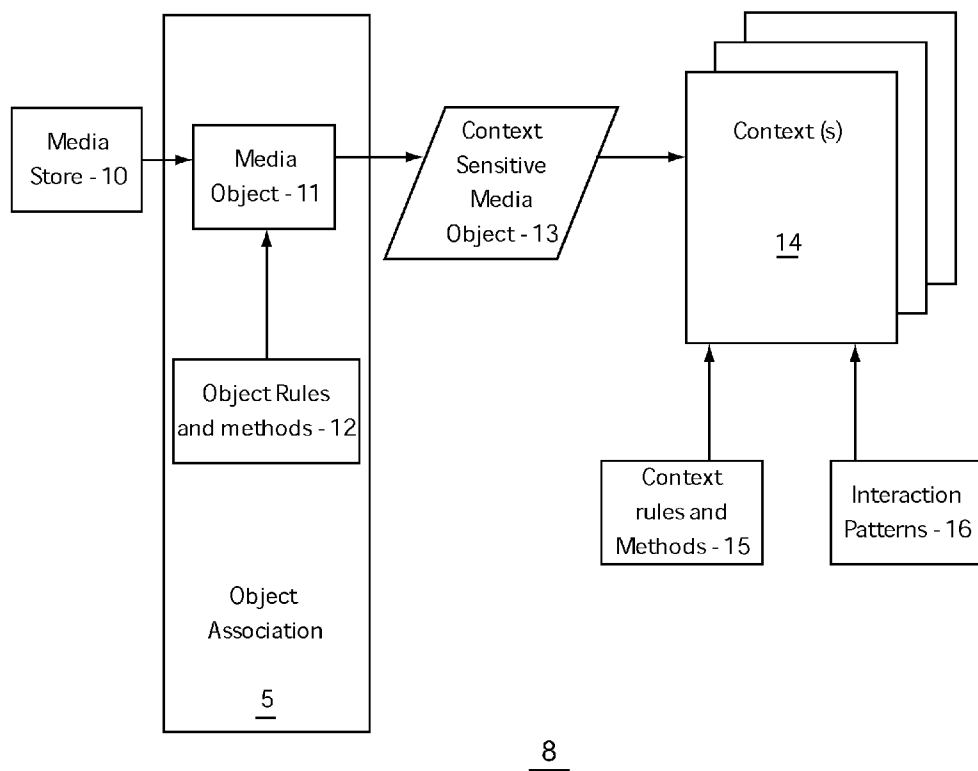 Media
Store - 10
Media
Object - 11
Object Rules
and methods - 12
Object
Association
5
Context
Sensitive
Media
Object - 13
Context (s)
14
Context
rules and
Methods - 15
Interaction
Patterns - 16
8